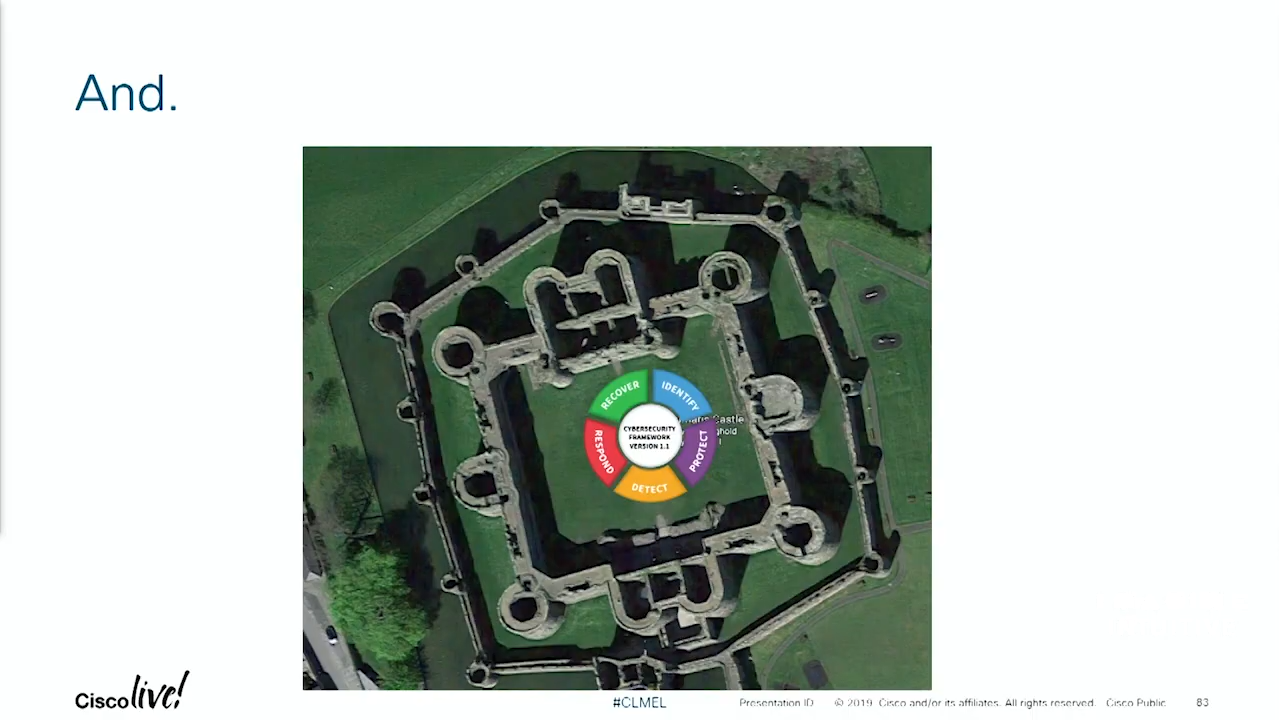 And.
RECOVER
IDENTIFY
CYBERSECURITY
FRAMEWORK
VERSION 1.1
Castle
RESPOND
PROTECT
DETECT
Cisco live!
#CLMEL
Presentation ID
© 2019 Cisco and/or its affiliates. All rights reserved. Cisco Public
83